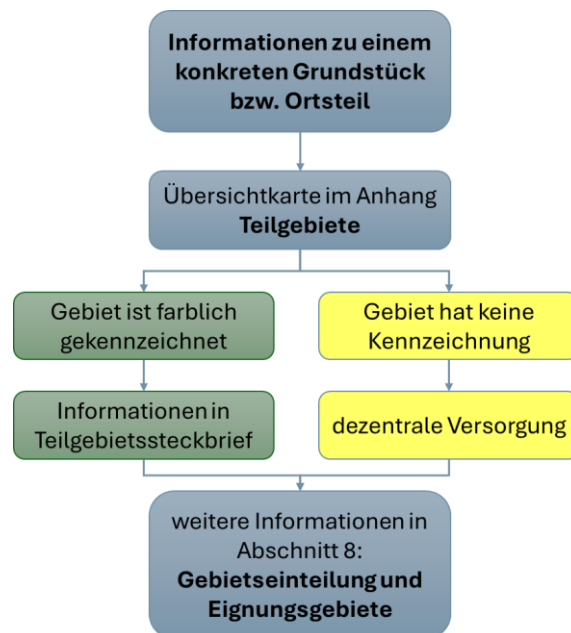 Informationen zu einem
konkreten Grundstück
bzw. Ortsteil
Übersichtkarte im Anhang
Teilgebiete
Gebiet ist farblich
gekennzeichnet
Gebiet hat keine
Kennzeichnung
Informationen in
Teilgebietssteckbrief
dezentrale Versorgung
weitere Informationen in
Abschnitt 8:
Gebietseinteilung und
Eignungsgebiete